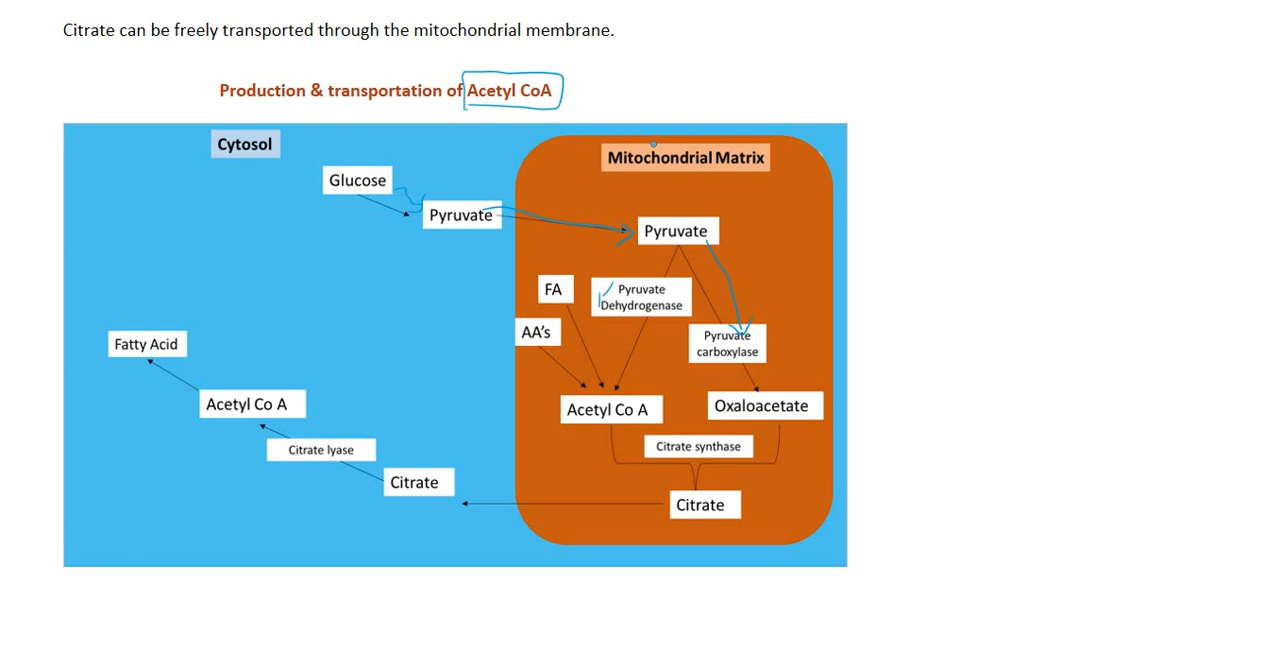 Citrate can be freely transported through the mitochondrial membrane.
Production & transportation of Acetyl CoA
Cytosol
Mitochondrial Matrix
Glucose
Pyruvate
Pyruvate
FA
Pyruvate
Dehydrogenase
AA's
Pyruvate
carboxylase
Fatty Acid
Acetyl Co A
Acetyl Co A
Oxaloacetate
Citrate lyase
Citrate synthase
Citrate
Citrate